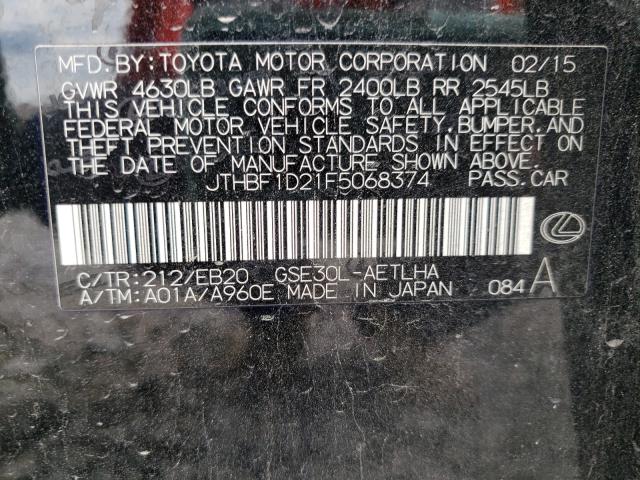 MFD.BY:TOYOTA MOTOR CORPORATION 02/15
GVWR 4630LB GAWR FR 2400LB RR 2545LB
THIS VEHICLE CONFORMS TO ALL APPLICABLE
FEDERAL MOTOR VEHICLE SAFETY,BUMPER,AND
THEFT PREVENTION STANDARDS IN EFFECT ON
THE DATE OF MANUFACTURE SHOWN ABOVE.
JTHBF1D21F5068374 PASS.CAR
C/TR:212/EB20 GSE30L-AETLHA
A/TM:A01A/A960E MADE IN JAPAN 084 A